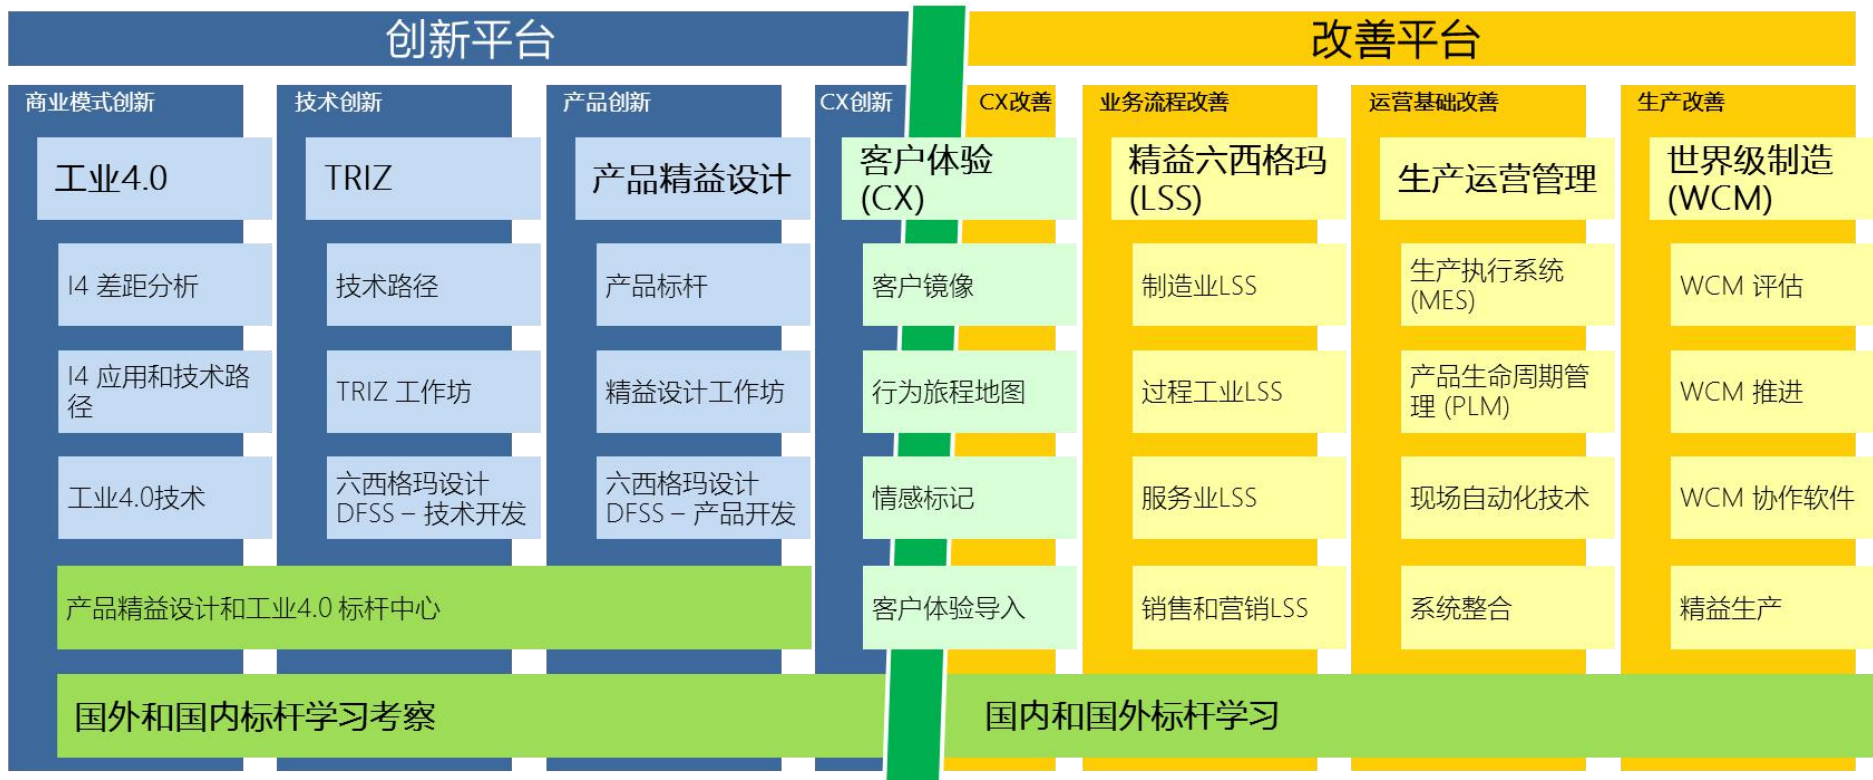 创新平台
改善平台
商业模式创新
技术创新
产品创新
CX创新
CX改善
业务流程改善
运营基础改善
生产改善
工业4.0
TRIZ
产品精益设计
客户体验
(CX)
精益六西格玛
(LSS)
生产运营管理
世界级制造
(WCM)
I4 差距分析
技术路径
产品标杆
客户镜像
制造业LSS
生产执行系统
(MES)
WCM 评估
I4 应用和技术路
径
TRIZ 工作坊
精益设计工作坊
行为旅程地图
过程工业LSS
产品生命周期管
理 (PLM)
WCM 推进
工业4.0技术
六西格玛设计
DFSS – 技术开发
六西格玛设计
DFSS – 产品开发
情感标记
服务业LSS
现场自动化技术
WCM 协作软件
产品精益设计和工业4.0 标杆中心
客户体验导入
销售和营销LSS
系统整合
精益生产
国外和国内标杆学习考察
国内和国外标杆学习